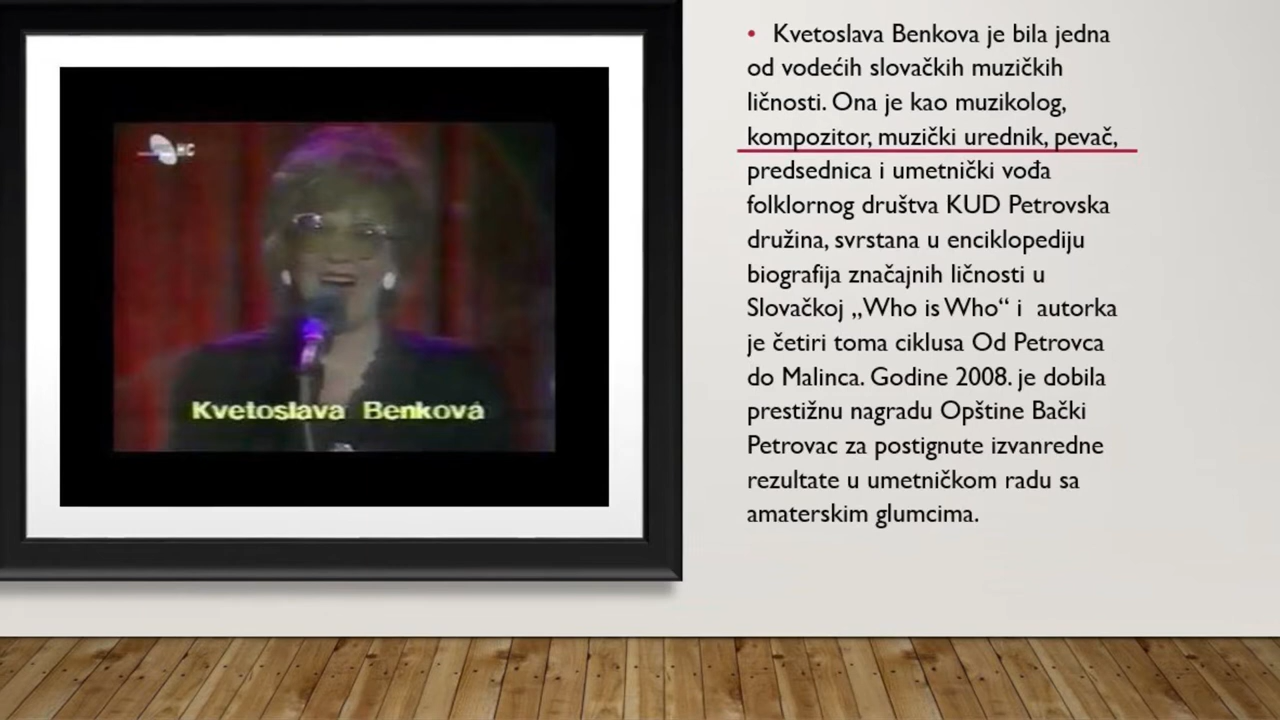 Kvetoslava Benková
• Kvetoslava Benkova je bila jedna
od vodećih slovačkih muzičkih
ličnosti. Ona je kao muzikolog,
kompozitor, muzički urednik, pevač,
predsednica i umetnički vođa
folklornog društva KUD Petrovska
družina, svrstana u enciklopediju
biografija značajnih ličnosti u
Slovačkoj „Who is Who“ i autorka
je četiri toma ciklusa Od Petrovca
do Malinca. Godine 2008. je dobila
prestižnu nagradu Opštine Bački
Petrovac za postignute izvanredne
rezultate u umetničkom radu sa
amaterskim glumcima.